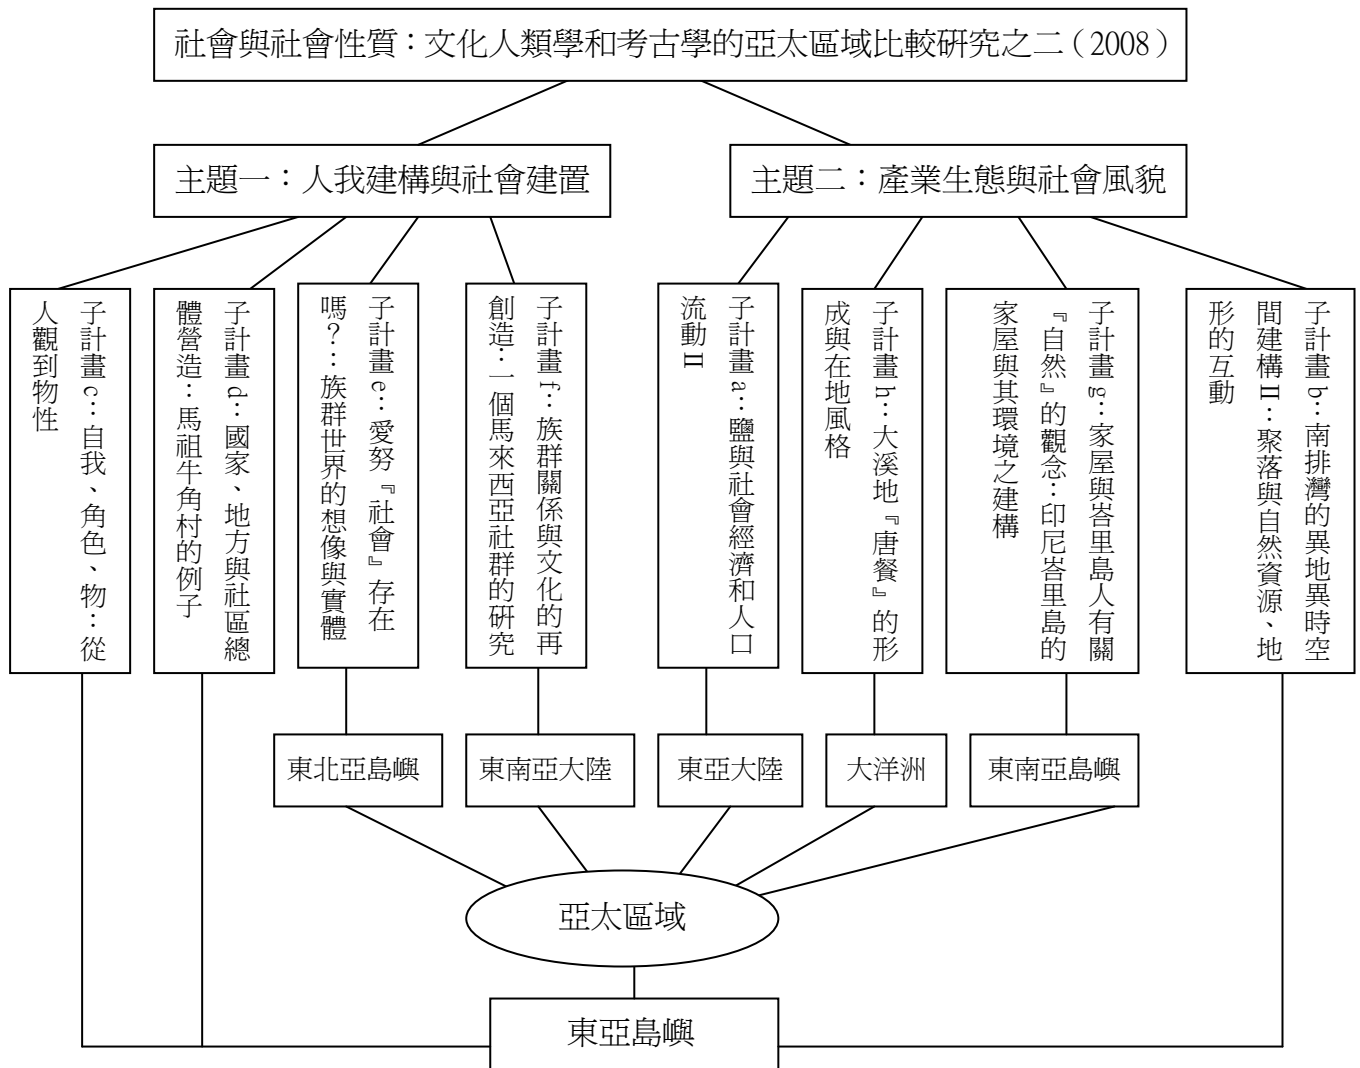 社會與社會性質：文化人類學和考古學的亞太區域比較研究之二（2008）
主題一：人我建構與社會建置
主題二：產業生態與社會風貌
子計畫c：自我、角色、物：從
人觀到物性
子計畫d：國家、地方與社區總
體營造：馬祖牛角村的例子
子計畫e：愛努『社會』存在
嗎？：族群世界的想像與實體
子計畫f：族群關係與文化的再
創造：一個馬來西亞社群的研究
子計畫a：鹽與社會經濟和人口
流動II
子計畫h：大溪地『唐餐』的形
成與在地風格
子計畫g：家屋與峇里島人有關
『自然』的觀念：印尼峇里島的
家屋與其環境之建構
子計畫b：南排灣的異地異時空
間建構II：聚落與自然資源、地
形的互動
東北亞島嶼
東南亞大陸
東亞大陸
大洋洲
東南亞島嶼
亞太區域
東亞島嶼